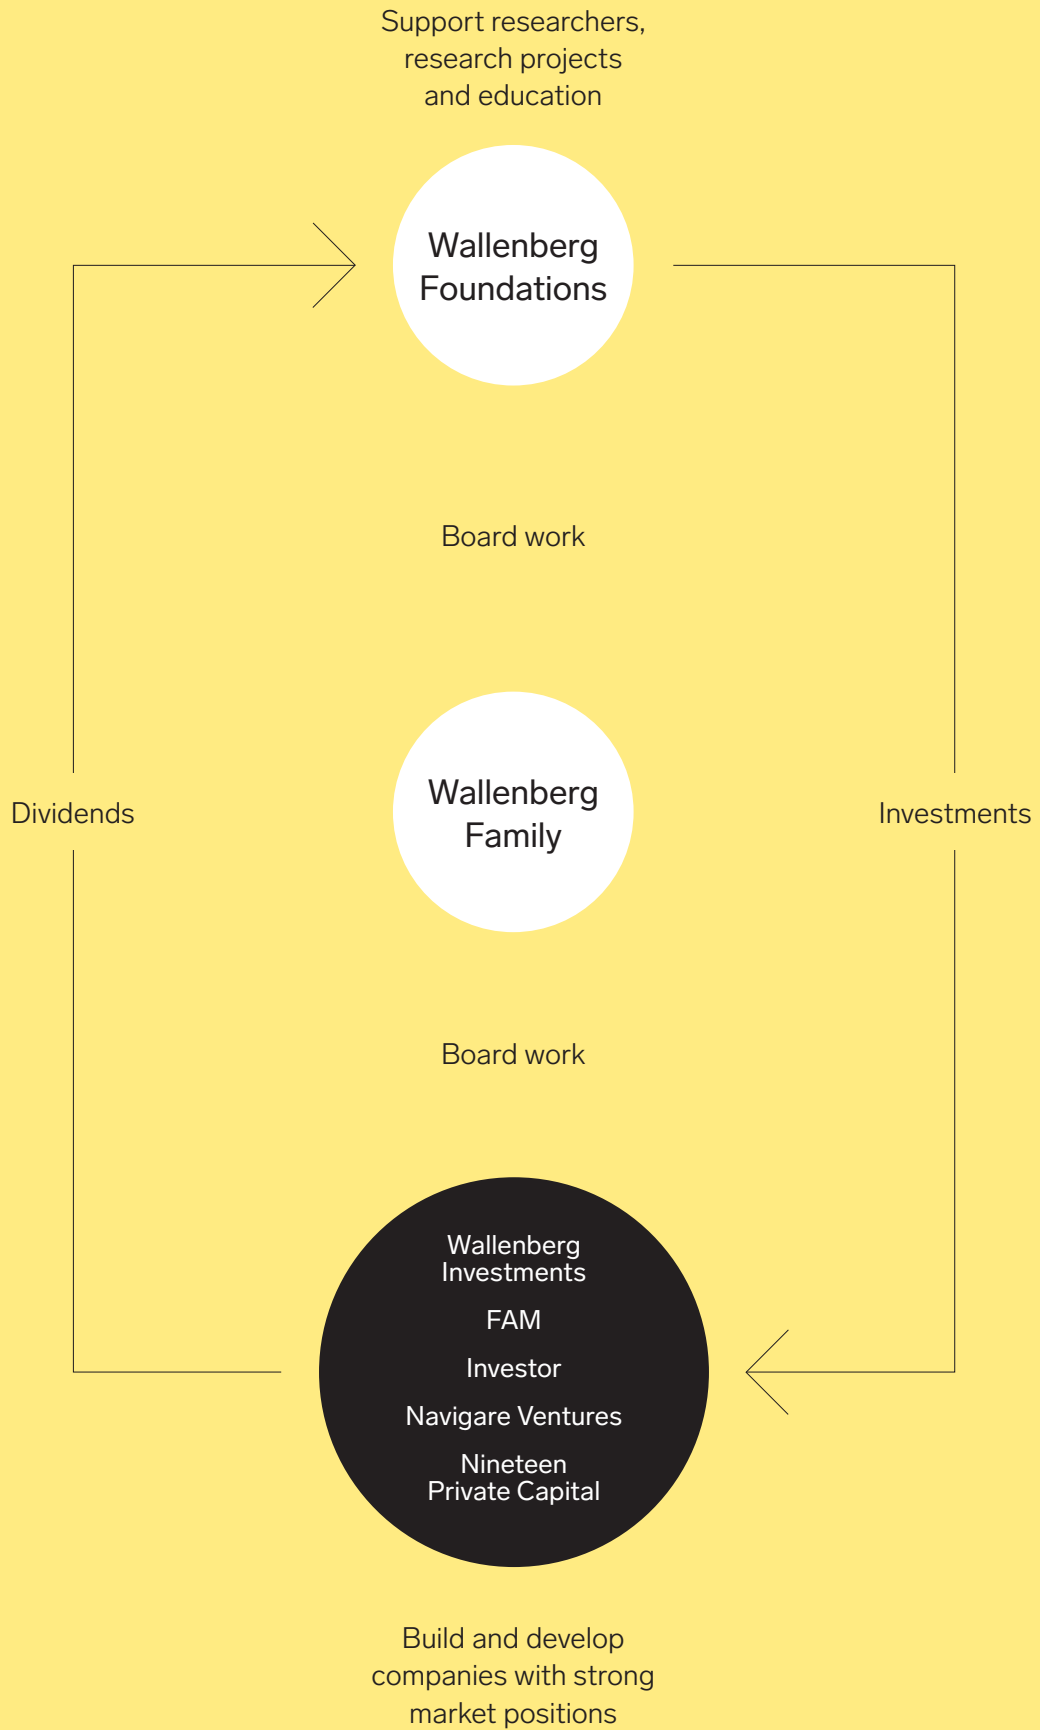 Support researchers,
research projects
and education
Wallenberg
Foundations
Board work
Wallenberg
Family
Dividends
Investments
Board work
Wallenberg
Investments
FAM
Investor
Navigare Ventures
Nineteen
Private Capital
Build and develop
companies with strong
market positions